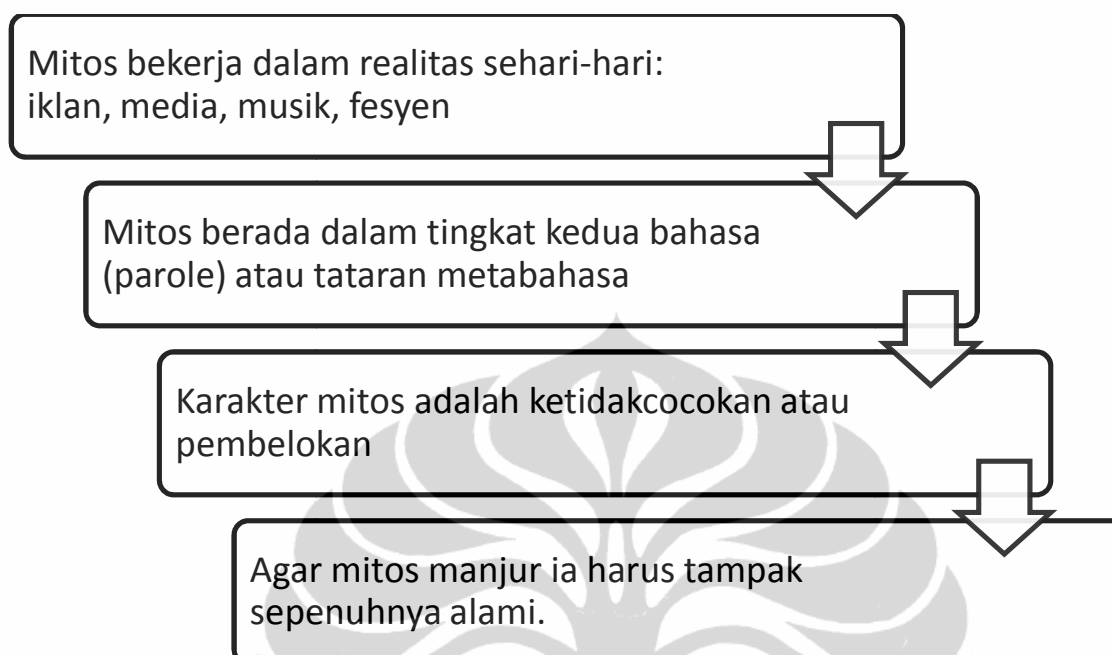 Mitos bekerja dalam realitas sehari-hari:
iklan, media, musik, fesyen
Mitos berada dalam tingkat kedua bahasa
(parole) atau tataran metabahasa
Karakter mitos adalah ketidakcocokan atau
pembelokan
Agar mitos manjur ia harus tampak
sepenuhnya alami.